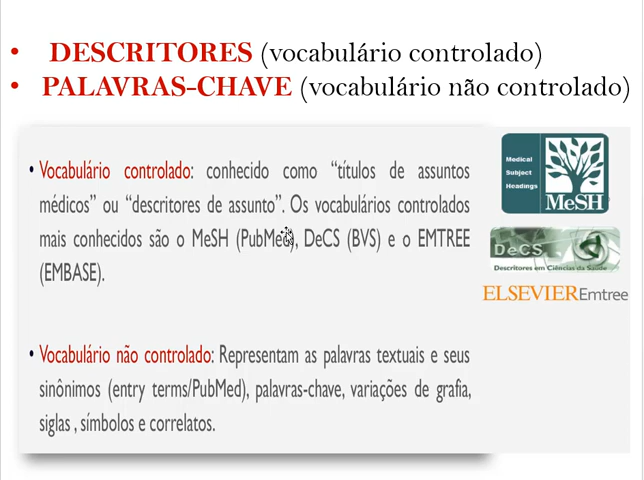 • DESCRITORES (vocabulário controlado)
• PALAVRAS-CHAVE (vocabulário não controlado)
• Vocabulário controlado: conhecido como “títulos de assuntos
médicos” ou “descritores de assunto”. Os vocabulários controlados
mais conhecidos são o MeSH (PubMed), DeCS (BVS) e o EMTREE
(EMBASE).
• Vocabulário não controlado: Representam as palavras textuais e seus
sinônimos (entry terms/PubMed), palavras-chave, variações de grafia,
siglas , símbolos e correlatos.
Medical
Subject
Headings
MeSH
DeCS
Descritores em Ciências da Saúde
ELSEVIER Emtree